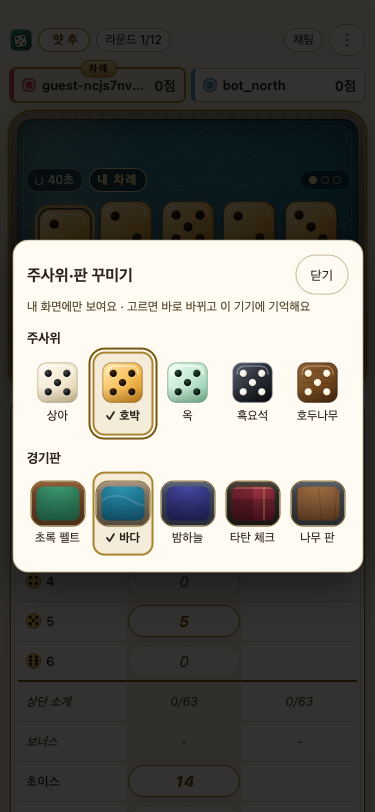 얏 추
라운드 1/12
채팅
차례
guest-ncjs7nv... 0점
bot_north 0점
40초
내 차례
주사위·판 꾸미기
닫기
내 화면에만 보여요 · 고르면 바로 바뀌고 이 기기에 기억해요
주사위
상아
✓ 호박
옥
흑요석
호두나무
경기판
초록 펠트
✓ 바다
밤하늘
타탄 체크
나무 판
4 0
5 5
6 0
상단 소계 0/63 0/63
보너스 - -
초이스 14